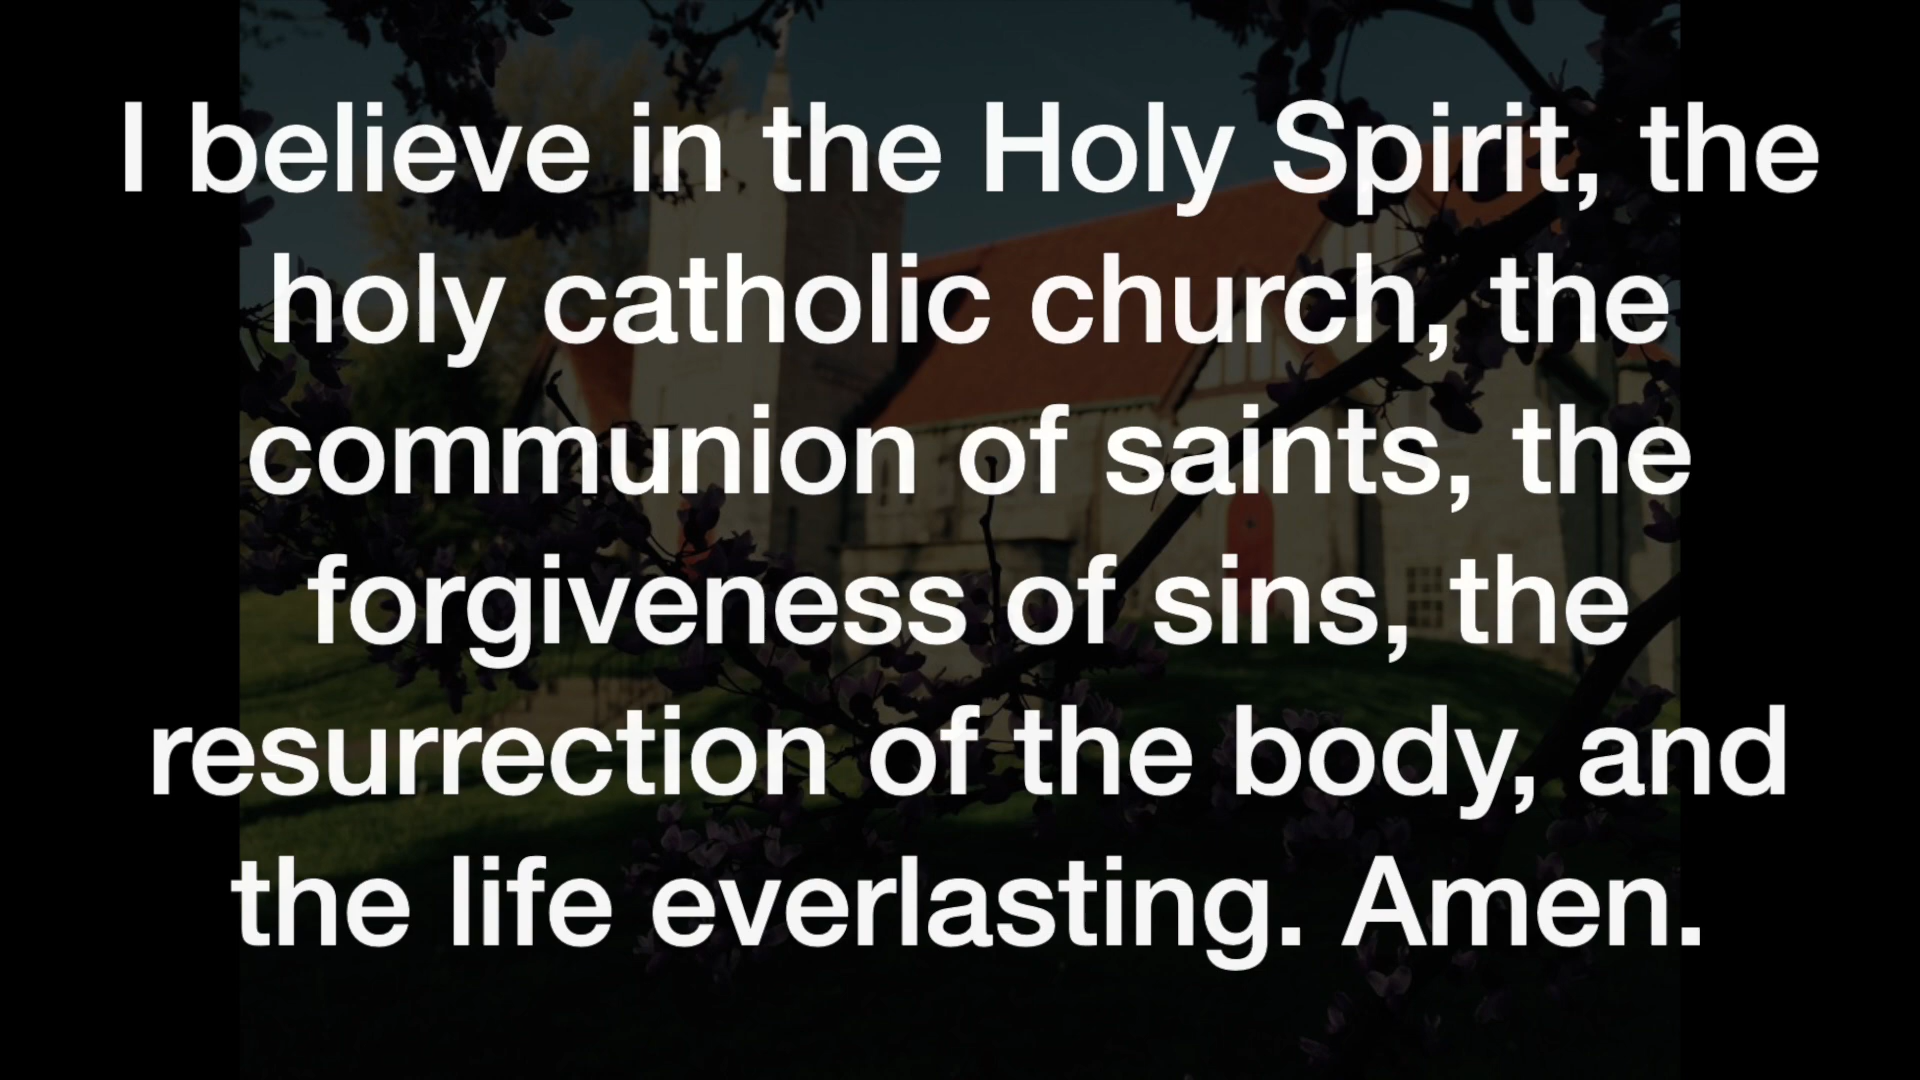 I believe in the Holy Spirit, the
holy catholic church, the
communion of saints, the
forgiveness of sins, the
resurrection of the body, and
the life everlasting. Amen.